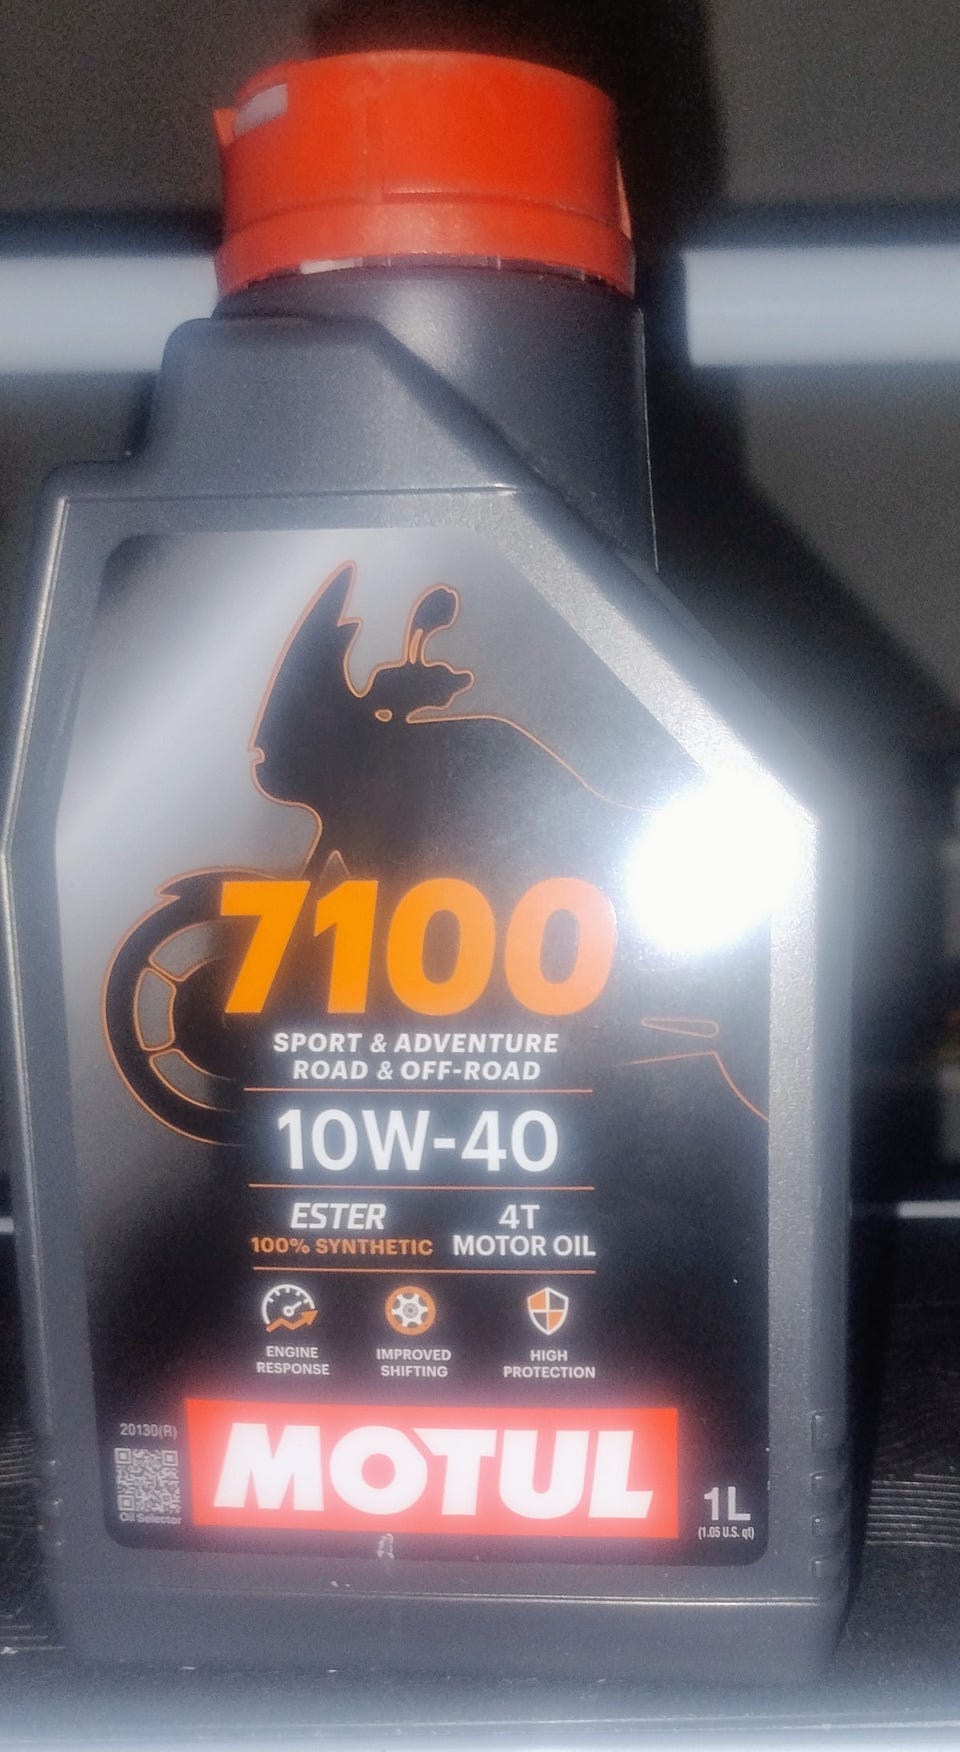 7100
SPORT & ADVENTURE
ROAD & OFF-ROAD
10W-40
ESTER
100% SYNTHETIC
4T
MOTOR OIL
ENGINE
RESPONSE
IMPROVED
SHIFTING
HIGH
PROTECTION
20130(R)
Oil Selector
MOTUL
1L
(1.05 U.S. qt)